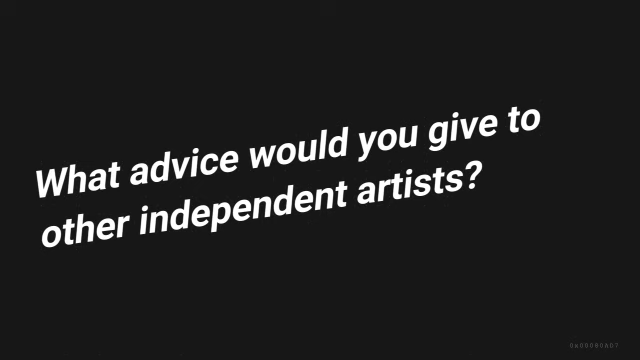 What advice would you give to
other independent artists?